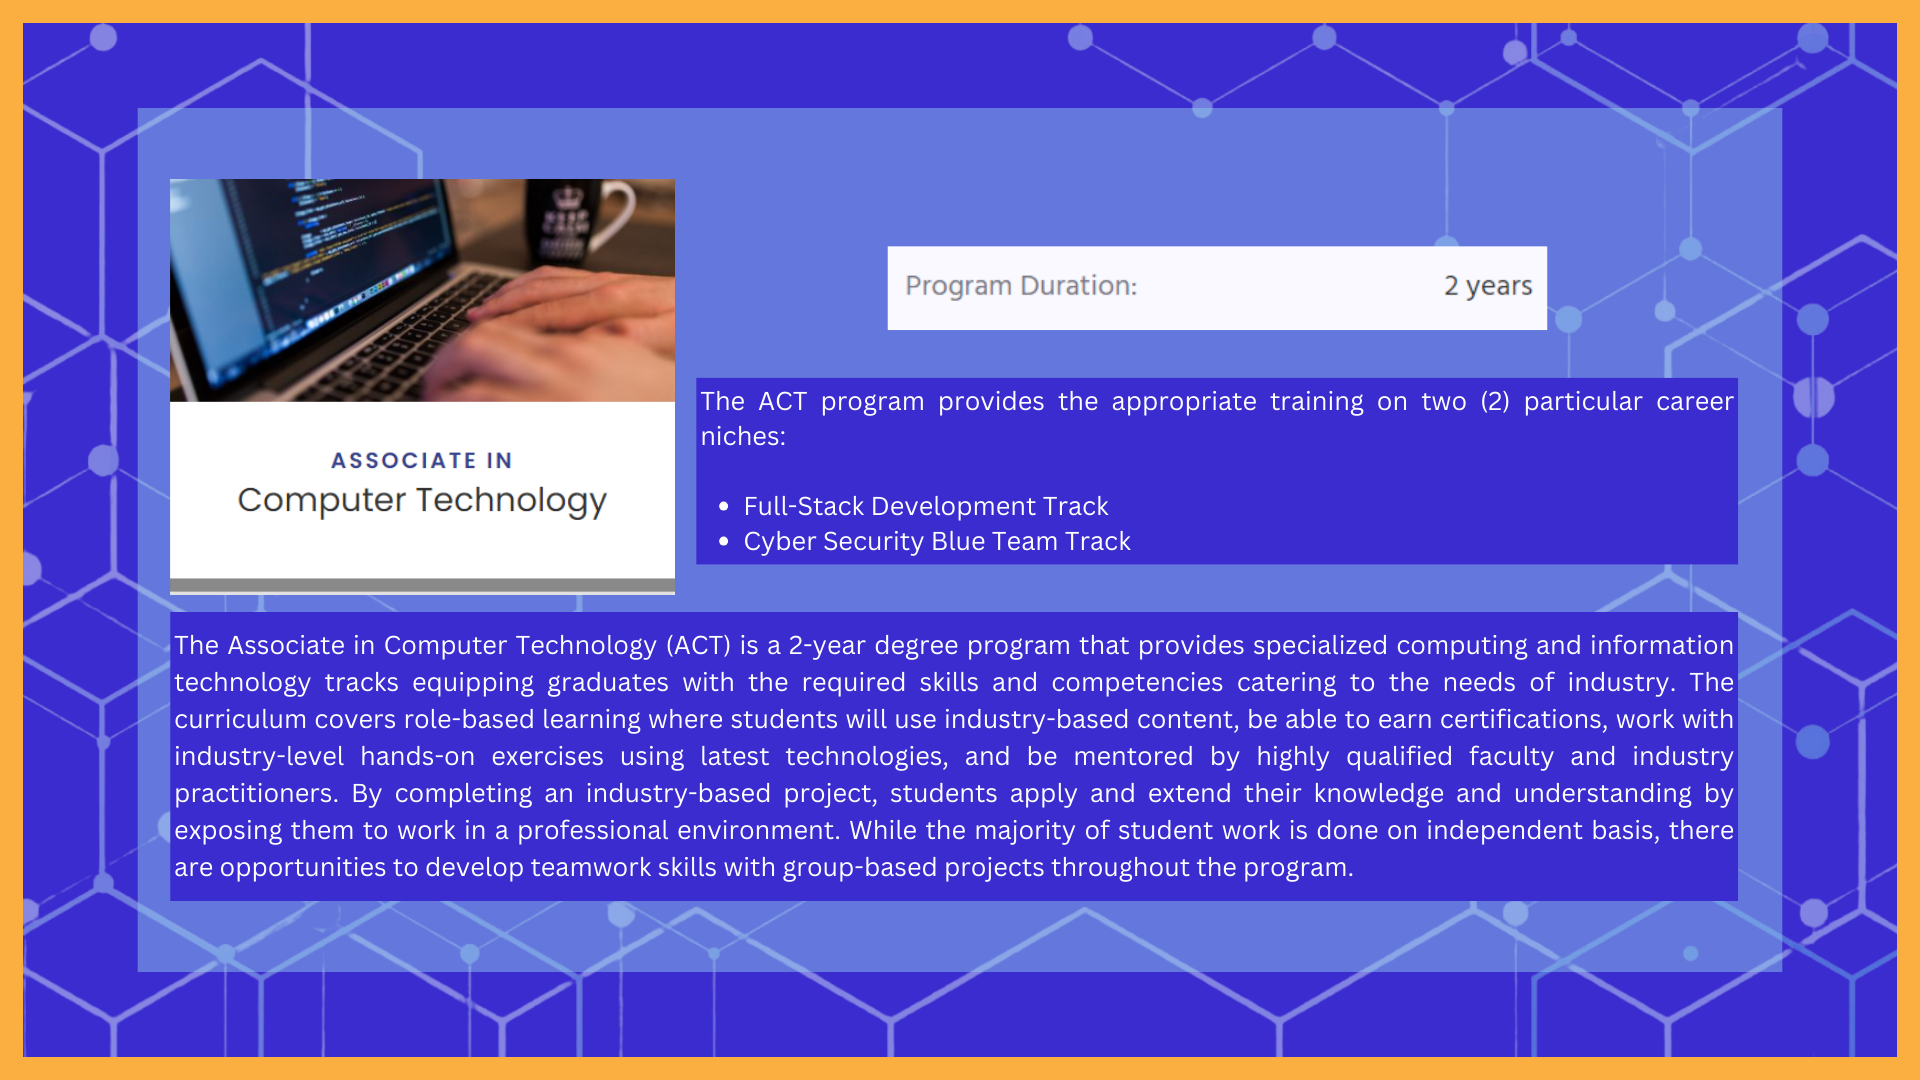 KEEP
CALM
ASSOCIATE IN
Computer Technology
Program Duration: 2 years
The ACT program provides the appropriate training on two (2) particular career
niches:
• Full-Stack Development Track
• Cyber Security Blue Team Track
The Associate in Computer Technology (ACT) is a 2-year degree program that provides specialized computing and information
technology tracks equipping graduates with the required skills and competencies catering to the needs of industry. The
curriculum covers role-based learning where students will use industry-based content, be able to earn certifications, work with
industry-level hands-on exercises using latest technologies, and be mentored by highly qualified faculty and industry
practitioners. By completing an industry-based project, students apply and extend their knowledge and understanding by
exposing them to work in a professional environment. While the majority of student work is done on independent basis, there
are opportunities to develop teamwork skills with group-based projects throughout the program.